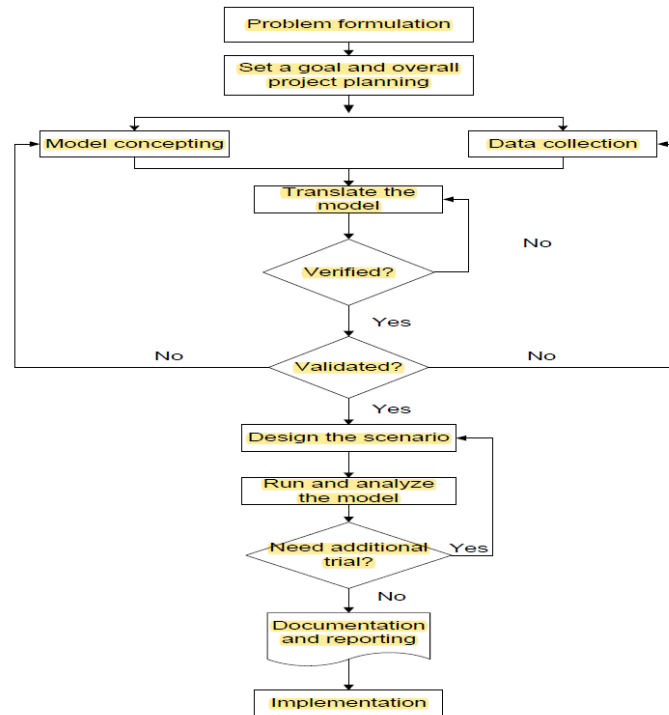 Problem formulation
Set a goal and overall
project planning
Model concepting
Data collection
Translate the
model
No
Verified?
Yes
No
Validated?
No
Yes
Design the scenario
Run and analyze
the model
Need additional
trial?
Yes
No
Documentation
and reporting
Implementation